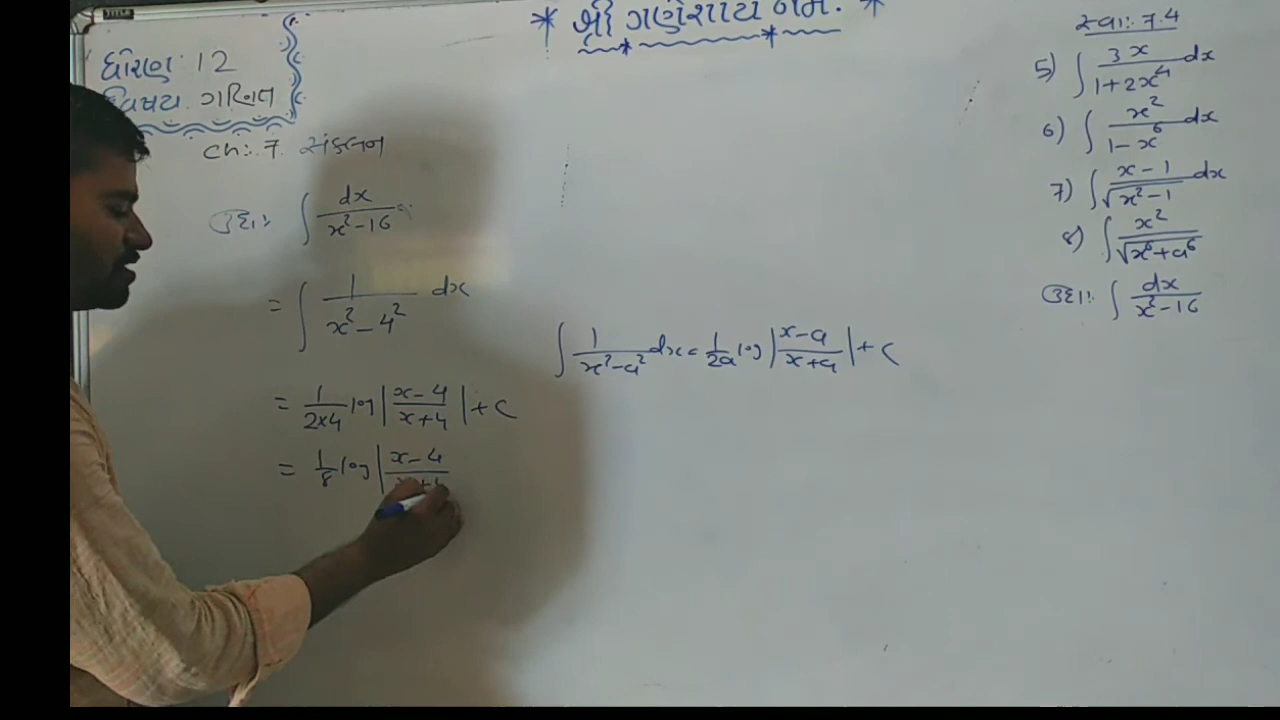 * શ્રી ગણેશાય નમ: *
ધોરણ: 12
વિષય: ગણિત
Ch:- 7 સંકલન
ઉદા: ∫ dx/(x²-16)
= ∫ 1/(x²-4²) dx
= 1/(2×4) log |(x-4)/(x+4)| + c
= 1/8 log |(x-4)/(x+4)
∫ 1/(x²-a²) dx = 1/(2a) log |(x-a)/(x+a)| + c
સ્વા: 7.4
5) ∫ 3x/(1+2x⁴) dx
6) ∫ x²/(1-x⁶) dx
7) ∫ (x-1)/√(x²-1) dx
8) ∫ x²/√(x⁶+a⁶)
ઉદા: ∫ dx/(x²-16)